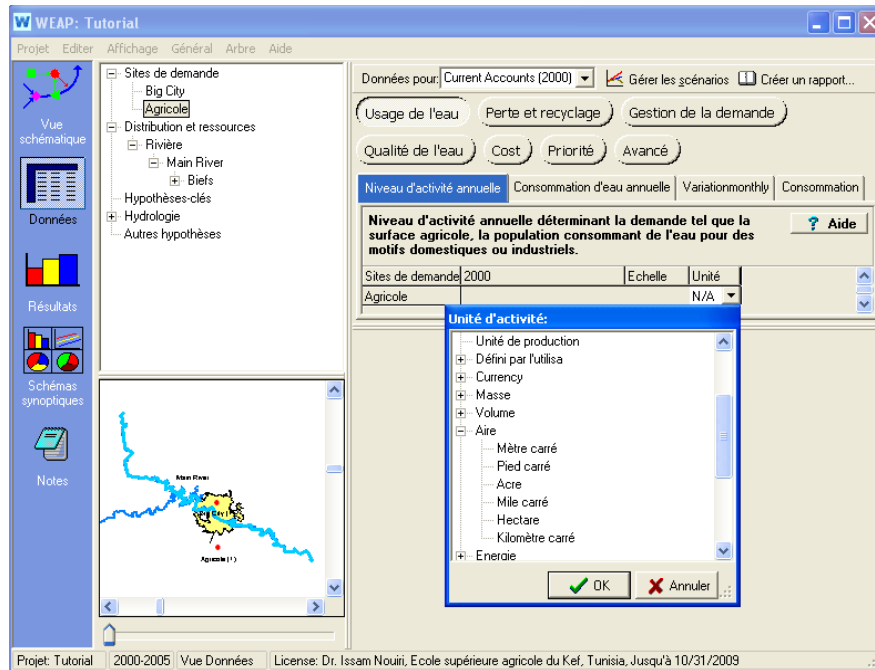 WEAP: Tutorial
Projet Editer Affichage Général Arbre Aide
Vue
schématique
Données
Résultats
Schémas
synoptiques
Notes
Sites de demande
Big City
Agricole
Distribution et ressources
Rivière
Main River
Biefs
Hypothèses-clés
Hydrologie
Autres hypothèses
Main River
Big City (1)
Agricole (1)
Données pour: Current Accounts (2000) Gérer les scénarios Créer un rapport...
Usage de l'eau Perte et recyclage Gestion de la demande
Qualité de l'eau Cost Priorité Avancé
Niveau d'activité annuelle Consommation d'eau annuelle Variationmonthly Consommation
Niveau d'activité annuelle déterminant la demande tel que la
surface agricole, la population consommant de l'eau pour des
motifs domestiques ou industriels.
? Aide
Sites de demande 2000 Echelle Unité
Agricole N/A
Unité d'activité:
Unité de production
Défini par l'utilisa
Currency
Masse
Volume
Aire
Mètre carré
Pied carré
Acre
Mile carré
Hectare
Kilomètre carré
Energie
OK Annuler
Projet: Tutorial 2000-2005 Vue Données License: Dr. Issam Nouiri, Ecole supérieure agricole du Kef, Tunisia, Jusqu'à 10/31/2009